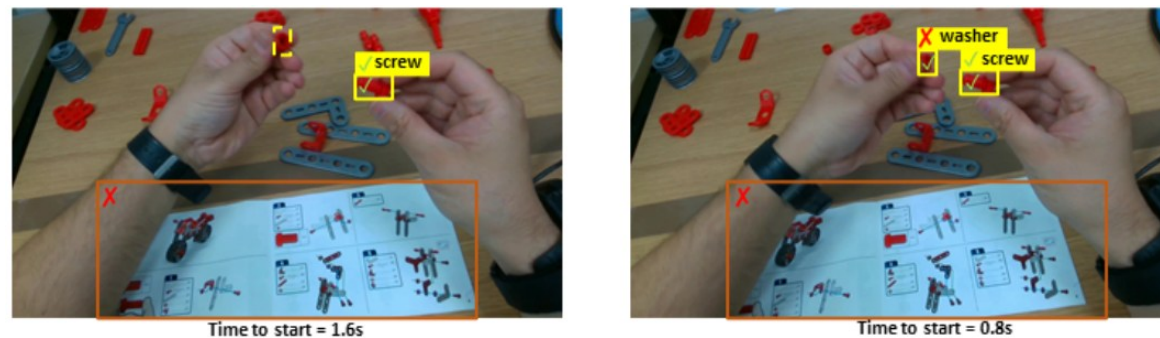 screw
washer
screw
Time to start = 1.6s
Time to start = 0.8s